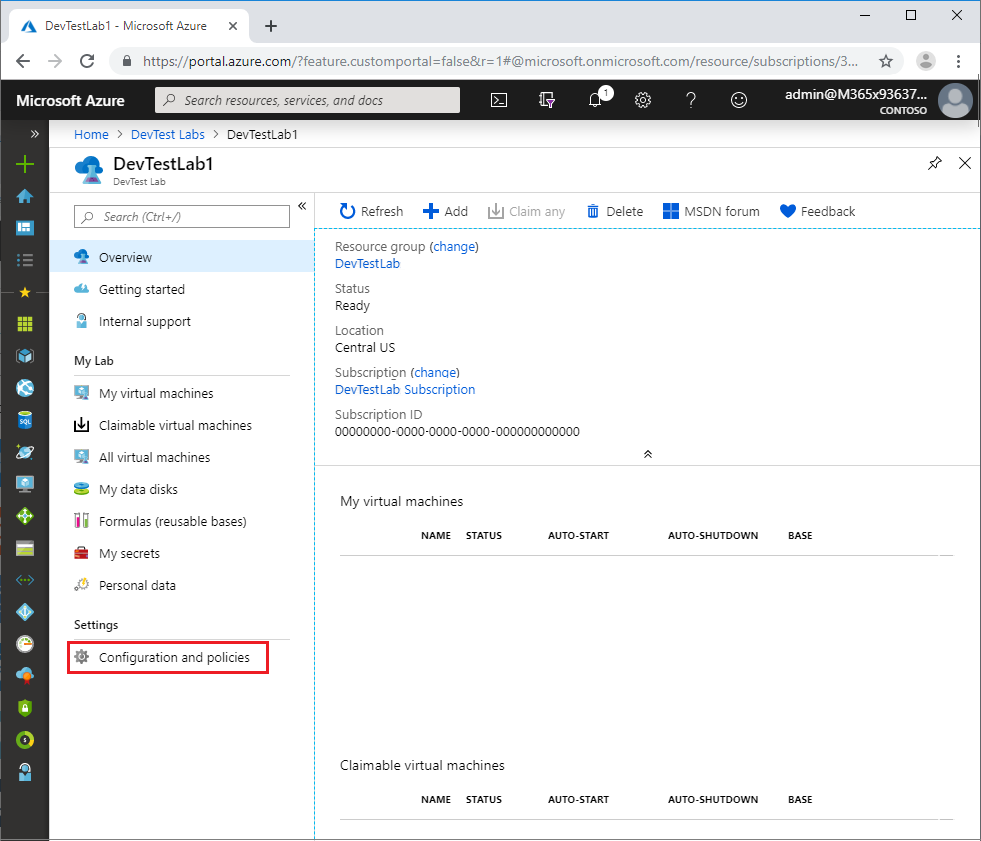 DevTestLab1 - Microsoft Azure
https://portal.azure.com/?feature.customportal=false&r=1#@microsoft.onmicrosoft.com/resource/subscriptions/3...
Microsoft Azure
Search resources, services, and docs
1
admin@M365x93637...
CONTOSO
Home > DevTest Labs > DevTestLab1
DevTestLab1
DevTest Lab
Search (Ctrl+/)
Overview
Getting started
Internal support
My Lab
My virtual machines
Claimable virtual machines
All virtual machines
My data disks
Formulas (reusable bases)
My secrets
Personal data
Settings
Configuration and policies
SQL
Refresh Add Claim any Delete MSDN forum Feedback
Resource group (change)
DevTestLab
Status
Ready
Location
Central US
Subscription (change)
DevTestLab Subscription
Subscription ID
00000000-0000-0000-0000-000000000000
My virtual machines
NAME STATUS AUTO-START AUTO-SHUTDOWN BASE
Claimable virtual machines
NAME STATUS AUTO-START AUTO-SHUTDOWN BASE